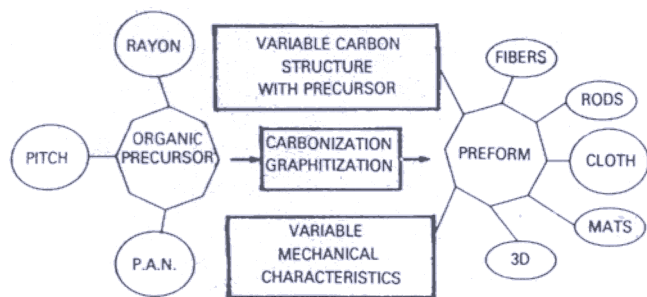 RAYON
PITCH
ORGANIC
PRECURSOR
P.A.N.
VARIABLE CARBON
STRUCTURE
WITH PRECURSOR
CARBONIZATION
GRAPHITIZATION
VARIABLE
MECHANICAL
CHARACTERISTICS
PREFORM
FIBERS
RODS
CLOTH
MATS
3D